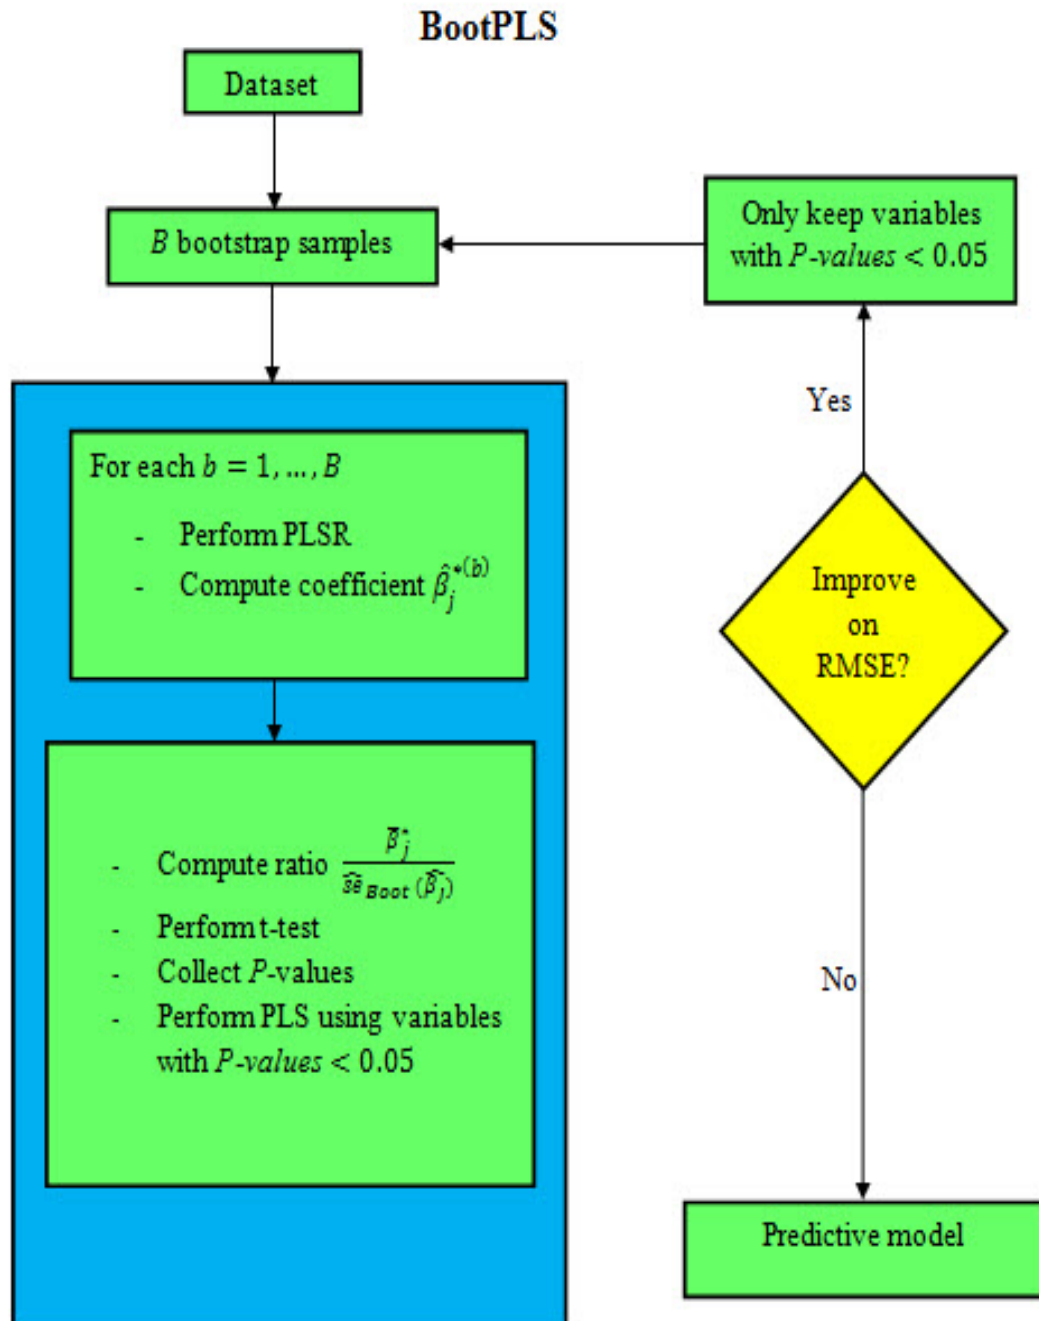 BootPLS
Dataset
B bootstrap samples
Only keep variables
with P-values < 0.05
Yes
For each b = 1, ..., B
- Perform PLSR
- Compute coefficient β̂*(b)j
Improve
on
RMSE?
- Compute ratio β̄*j / ŝe Boot (β̂j)
- Perform t-test
- Collect P-values
- Perform PLS using variables
with P-values < 0.05
No
Predictive model